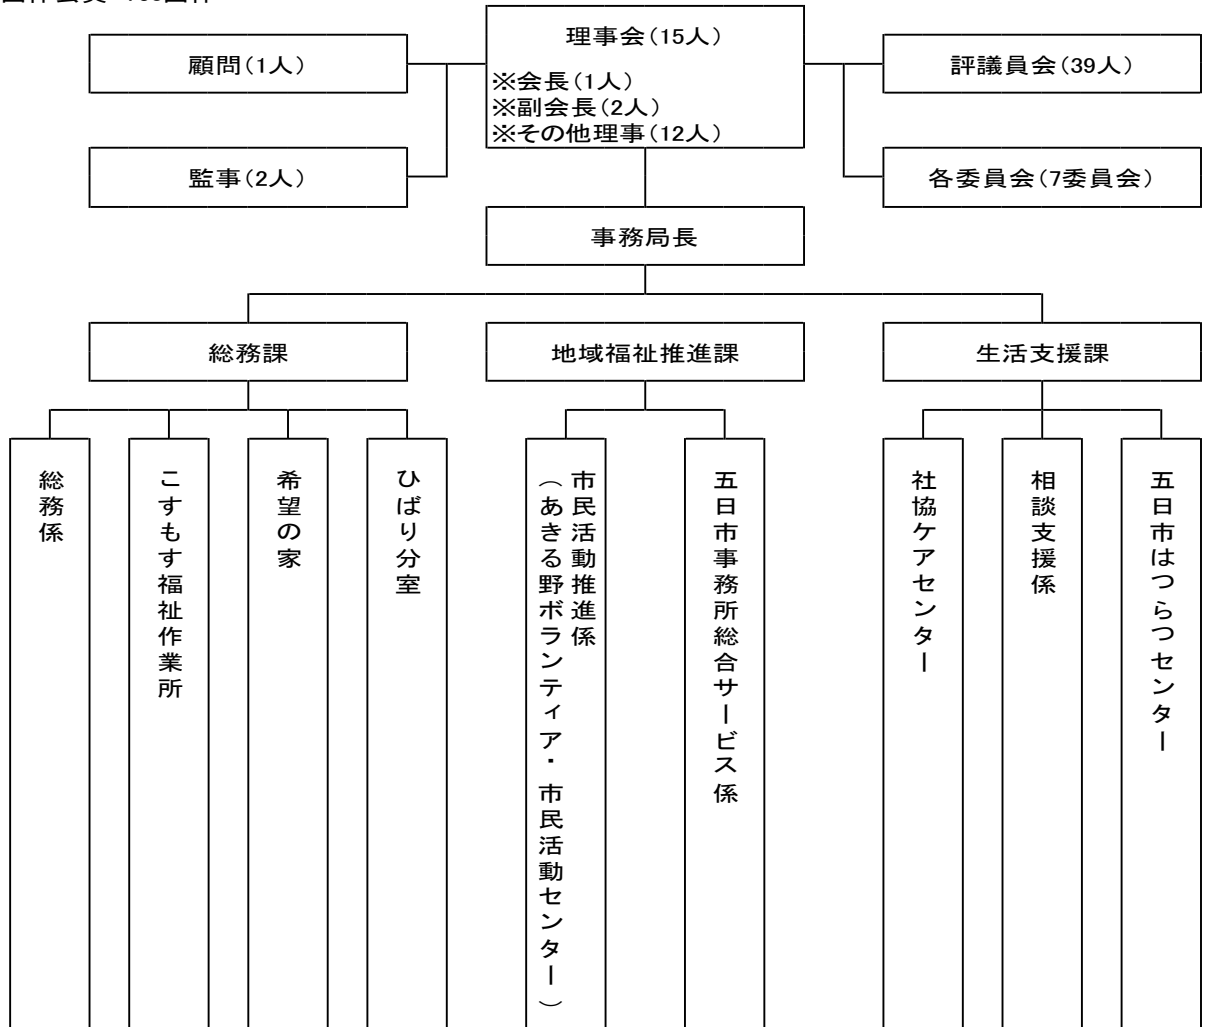 理事会(15人)
顧問(1人)
評議員会(39人)
※会長(1人)
※副会長(2人)
※その他理事(12人)
監事(2人)
各委員会(7委員会)
事務局長
総務課
地域福祉推進課
生活支援課
総務係
こすもす福祉作業所
希望の家
ひばり分室
市民活動推進係
(あきる野ボランティア・市民活動センター)
五日市事務所総合サービス係
社協ケアセンター
相談支援係
五日市はつらつセンター